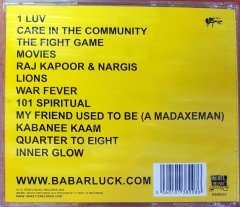 1 LUV
CARE IN THE COMMUNITY
THE FIGHT GAME
MOVIES
RAJ KAPOOR & NARGIS
LIONS
WAR FEVER
101 SPIRITUAL
MY FRIEND USED TO BE (A MADAXEMAN)
KABANEE KAAM
QUARTER TO EIGHT
INNER GLOW
WWW.BABARLUCK.COM